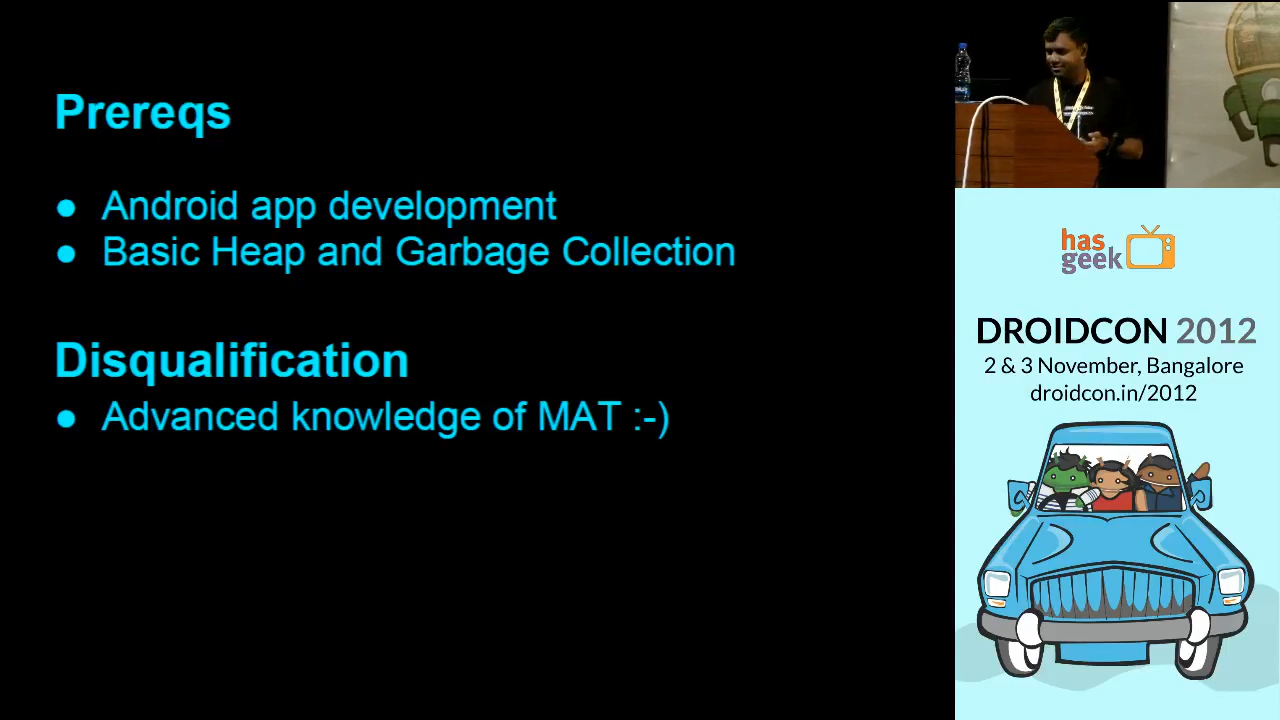 Prereqs
● Android app development
● Basic Heap and Garbage Collection
Disqualification
● Advanced knowledge of MAT :-)
has
geek
DROIDCON 2012
2 & 3 November, Bangalore
droidcon.in/2012